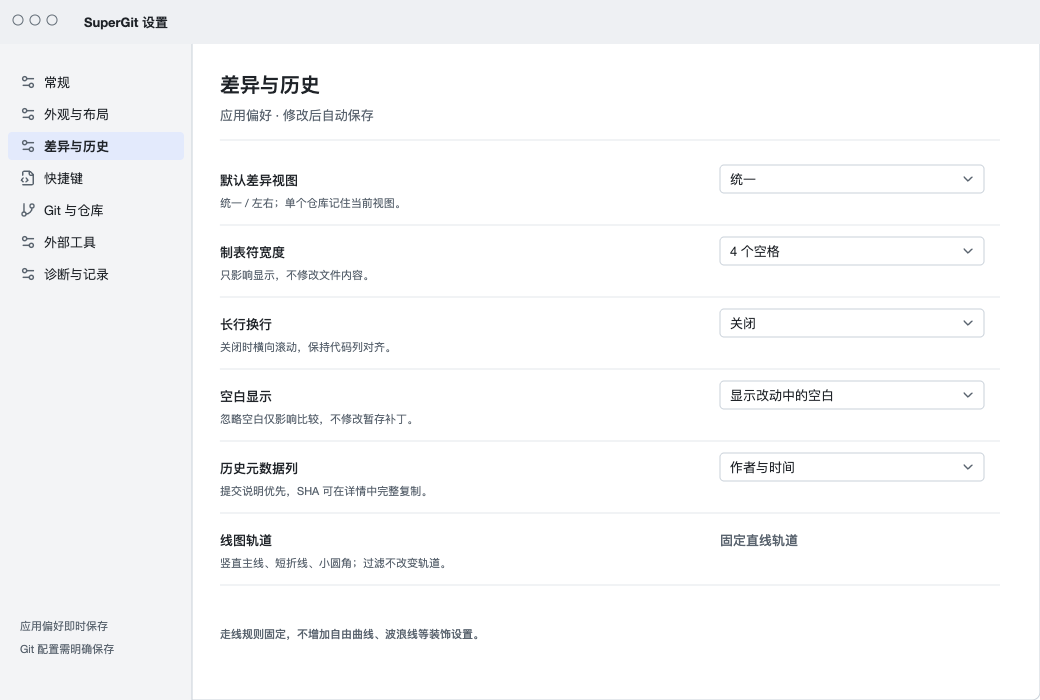 SuperGit 设置
常规
外观与布局
差异与历史
快捷键
Git 与仓库
外部工具
诊断与记录
应用偏好即时保存
Git 配置需明确保存
差异与历史
应用偏好 · 修改后自动保存
默认差异视图
统一 / 左右；单个仓库记住当前视图。
统一
制表符宽度
只影响显示，不修改文件内容。
4 个空格
长行换行
关闭时横向滚动，保持代码列对齐。
关闭
空白显示
忽略空白仅影响比较，不修改暂存补丁。
显示改动中的空白
历史元数据列
提交说明优先，SHA 可在详情中完整复制。
作者与时间
线图轨道
竖直主线、短折线、小圆角；过滤不改变轨道。
固定直线轨道
走线规则固定，不增加自由曲线、波浪线等装饰设置。